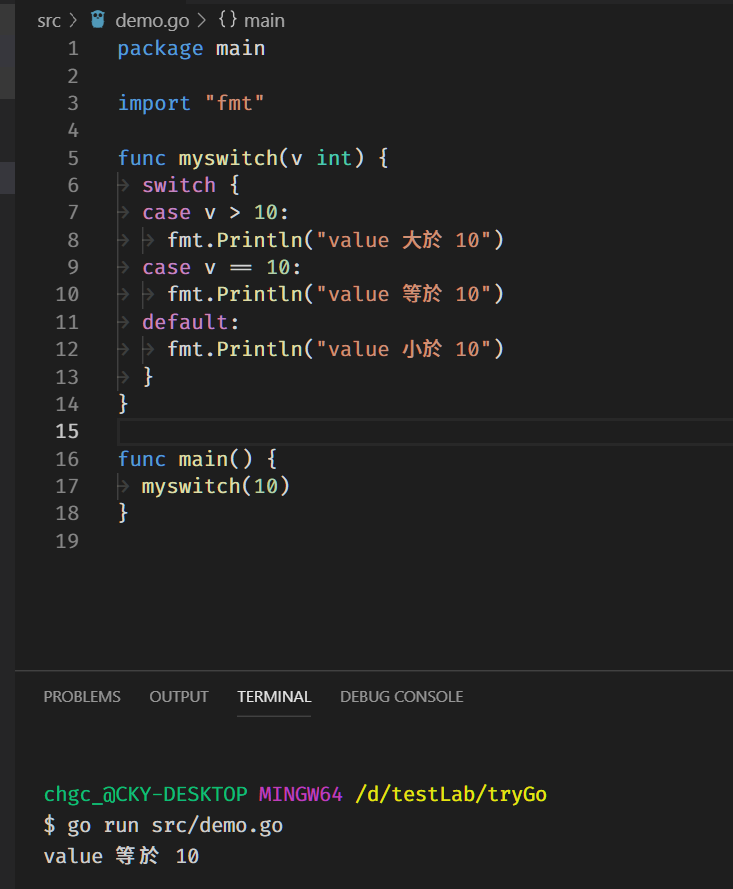 src > demo.go > {} main
1 package main
2
3 import "fmt"
4
5 func myswitch(v int) {
6 switch {
7 case v > 10:
8 fmt.Println("value 大於 10")
9 case v == 10:
10 fmt.Println("value 等於 10")
11 default:
12 fmt.Println("value 小於 10")
13 }
14 }
15
16 func main() {
17 myswitch(10)
18 }
19
PROBLEMS OUTPUT TERMINAL DEBUG CONSOLE
chgc_@CKY-DESKTOP MINGW64 /d/testLab/tryGo
$ go run src/demo.go
value 等於 10